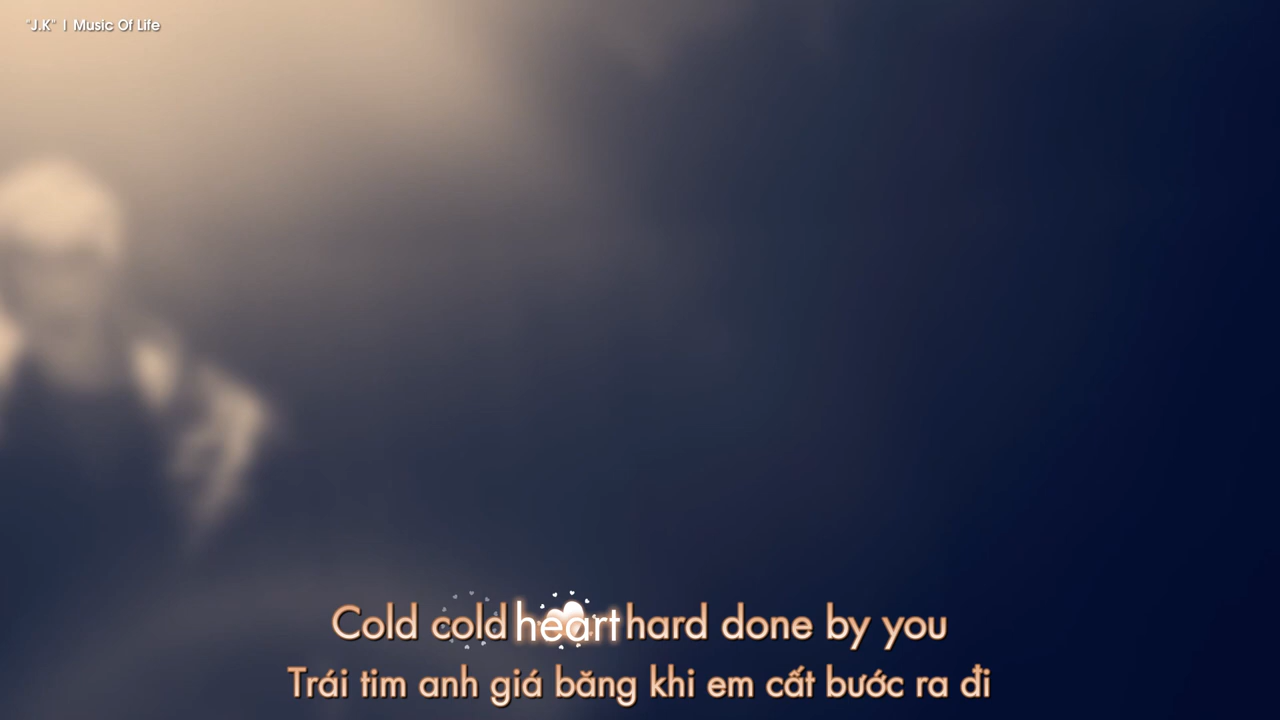 "J.K" | Music Of Life
Cold cold heart hard done by you
Trái tim anh giá băng khi em cất bước ra đi